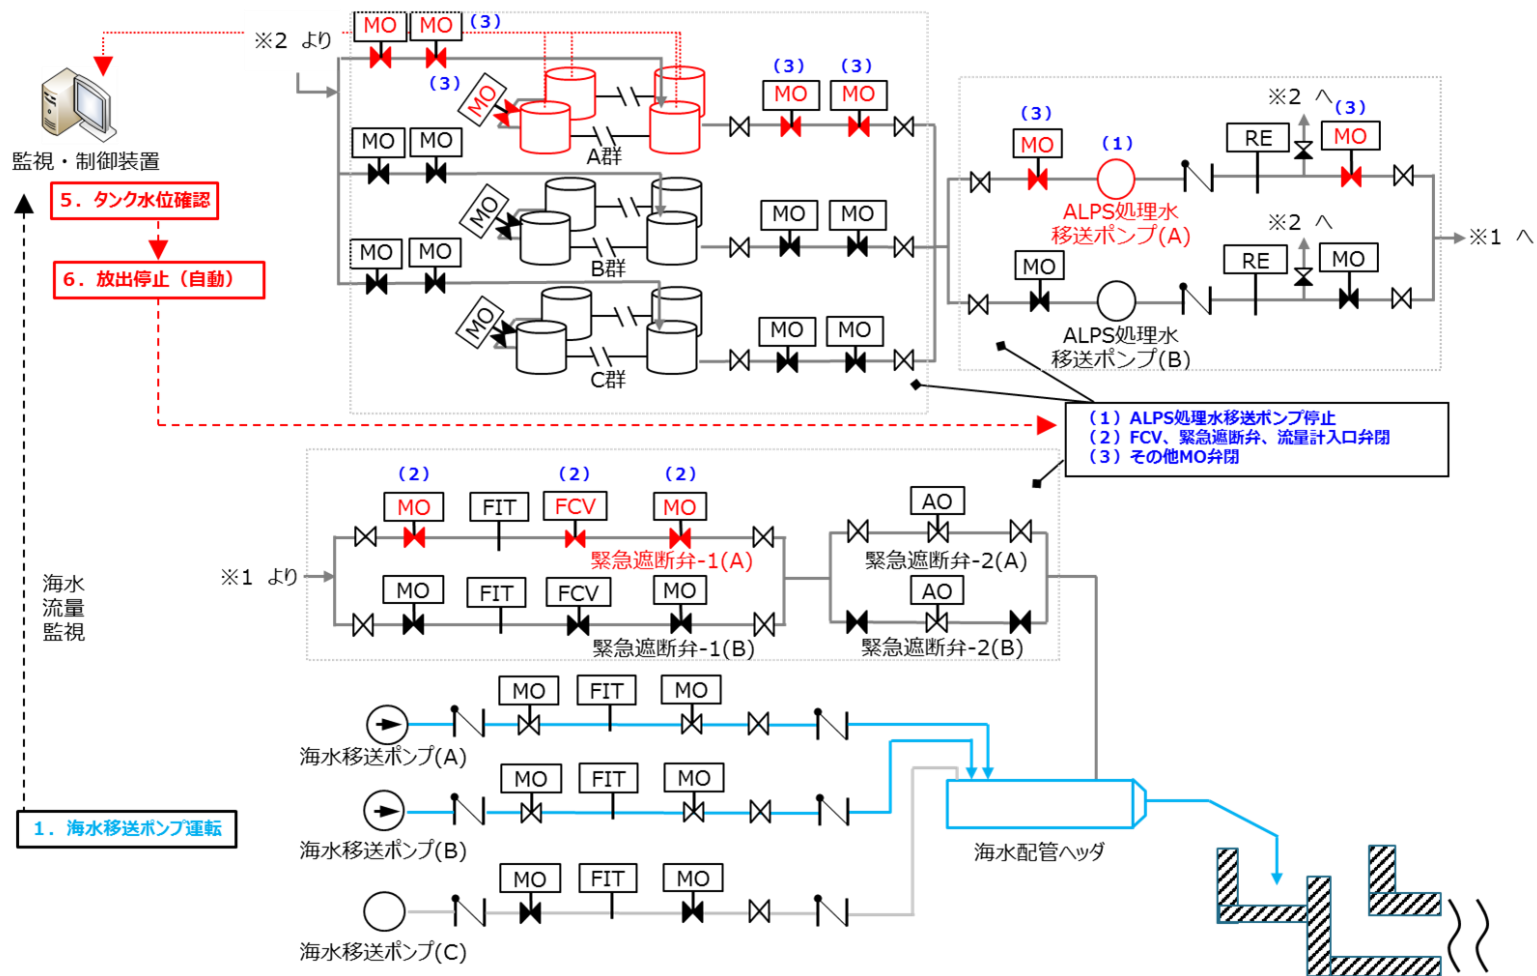 MO
MO
(3)
※2 より
(3)
MO
(3)
(3)
MO
MO
監視・制御装置
MO
MO
A群
※2 へ
(3)
(3)
(1)
MO
RE
MO
ALPS処理水
移送ポンプ(A)
5. タンク水位確認
MO
MO
MO
B群
MO
MO
※2 へ
※1 へ
6. 放出停止（自動）
MO
RE
MO
ALPS処理水
移送ポンプ(B)
MO
C群
MO
MO
（1）ALPS処理水移送ポンプ停止
（2）FCV、緊急遮断弁、流量計入口弁閉
（3）その他MO弁閉
(2)
(2)
(2)
MO
FIT
FCV
MO
AO
緊急遮断弁-1(A)
緊急遮断弁-2(A)
※1 より
MO
FIT
FCV
MO
AO
緊急遮断弁-1(B)
緊急遮断弁-2(B)
海水
流量
監視
MO
FIT
MO
海水移送ポンプ(A)
MO
FIT
MO
1. 海水移送ポンプ運転
海水移送ポンプ(B)
海水配管ヘッダ
MO
FIT
MO
海水移送ポンプ(C)